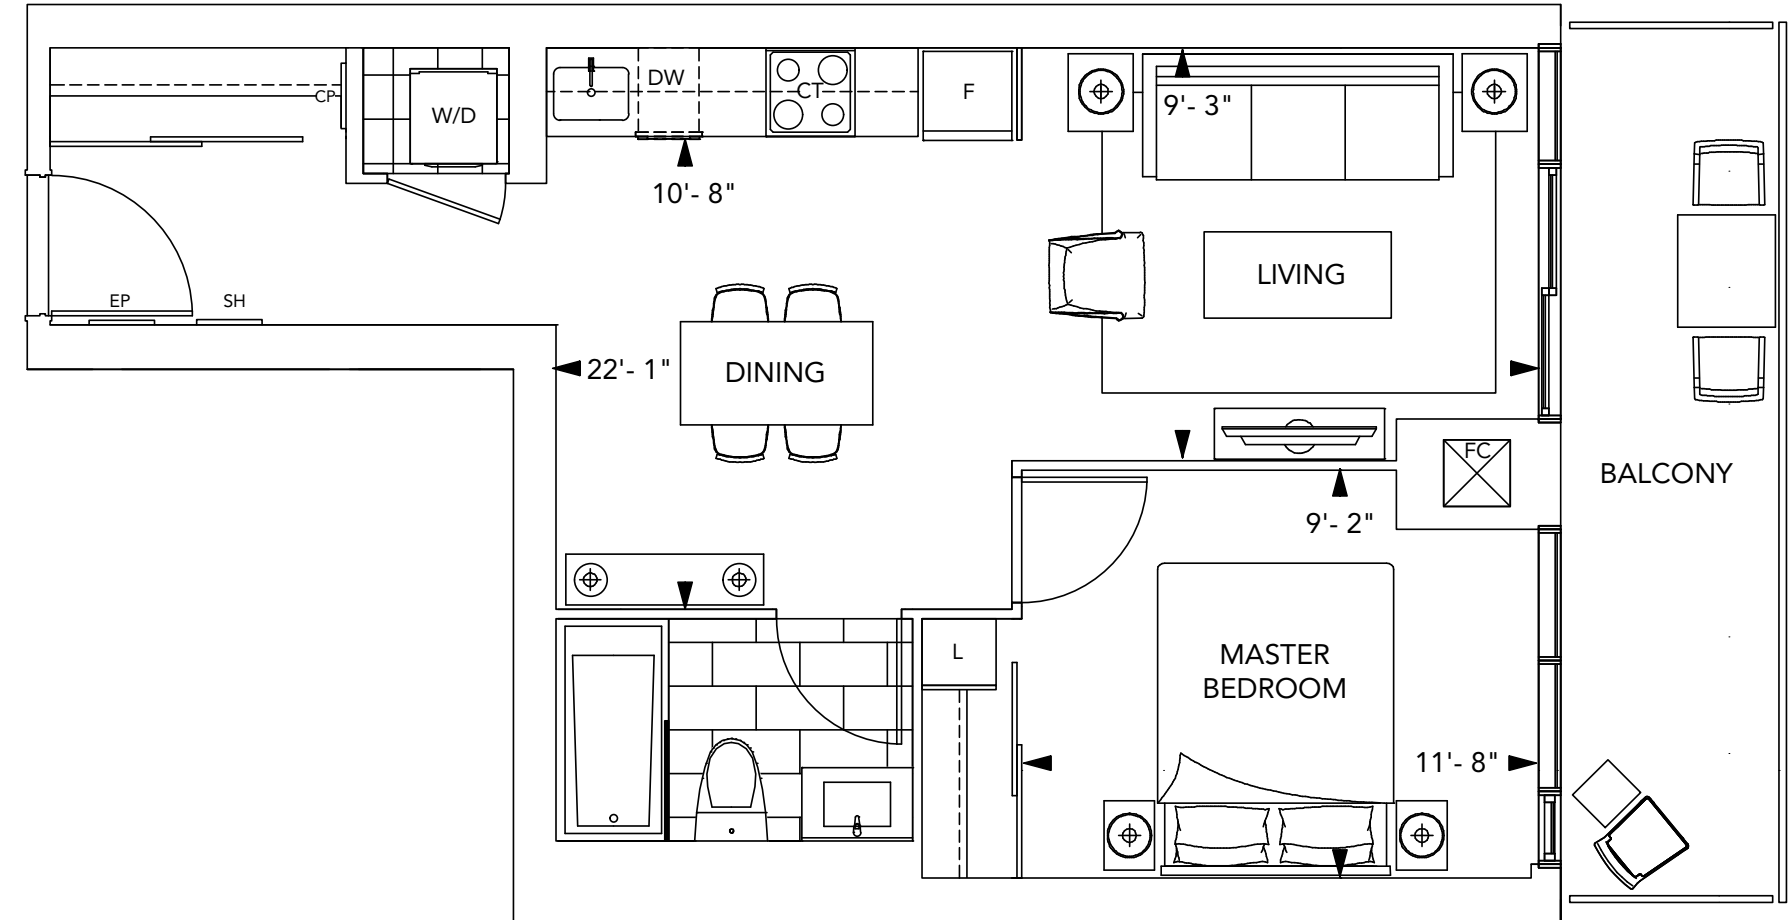 CP
W/D
DW
CT
F
9'- 3"
10'- 8"
EP
SH
LIVING
22'- 1"
DINING
FC
BALCONY
9'- 2"
L
MASTER
BEDROOM
11'- 8"